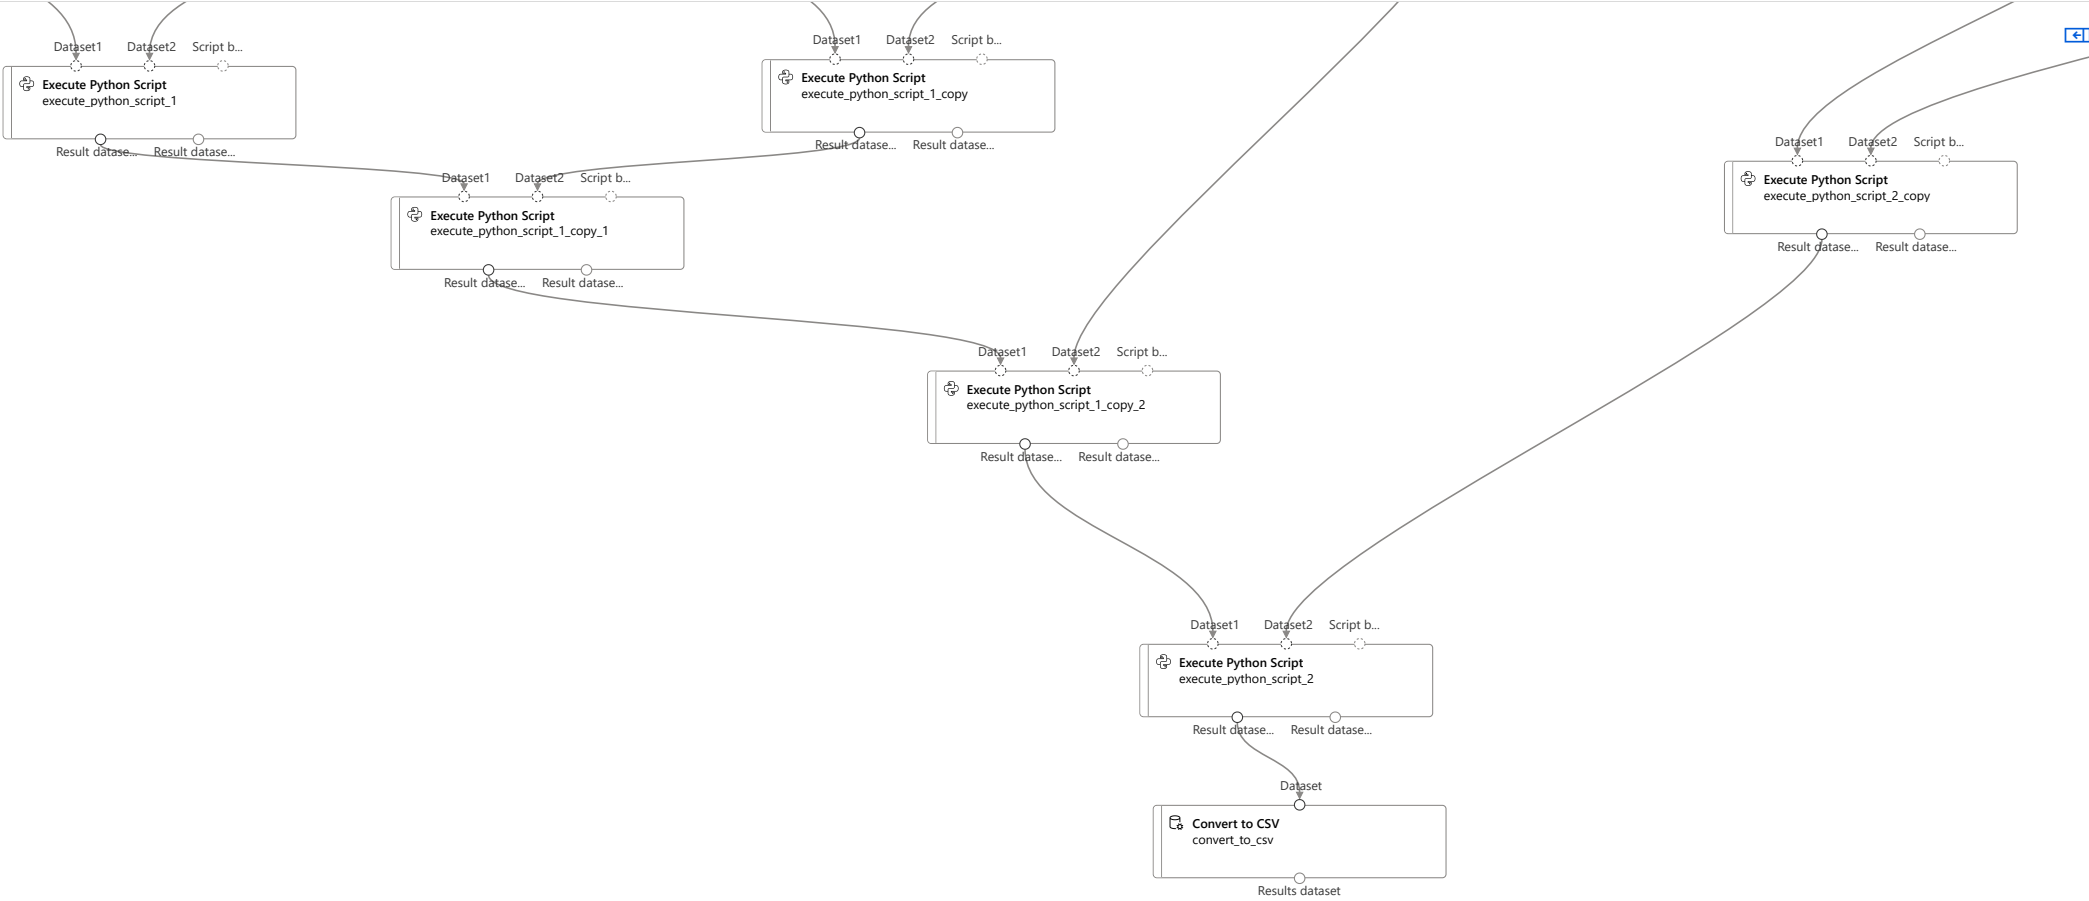 Dataset1 Dataset2 Script b...
Execute Python Script
execute_python_script_1
Result datase... Result datase...
Dataset1 Dataset2 Script b...
Execute Python Script
execute_python_script_1_copy
Result datase... Result datase...
Dataset1 Dataset2 Script b...
Execute Python Script
execute_python_script_2_copy
Result datase... Result datase...
Dataset1 Dataset2 Script b...
Execute Python Script
execute_python_script_1_copy_1
Result datase... Result datase...
Dataset1 Dataset2 Script b...
Execute Python Script
execute_python_script_1_copy_2
Result datase... Result datase...
Dataset1 Dataset2 Script b...
Execute Python Script
execute_python_script_2
Result datase... Result datase...
Dataset
Convert to CSV
convert_to_csv
Results dataset